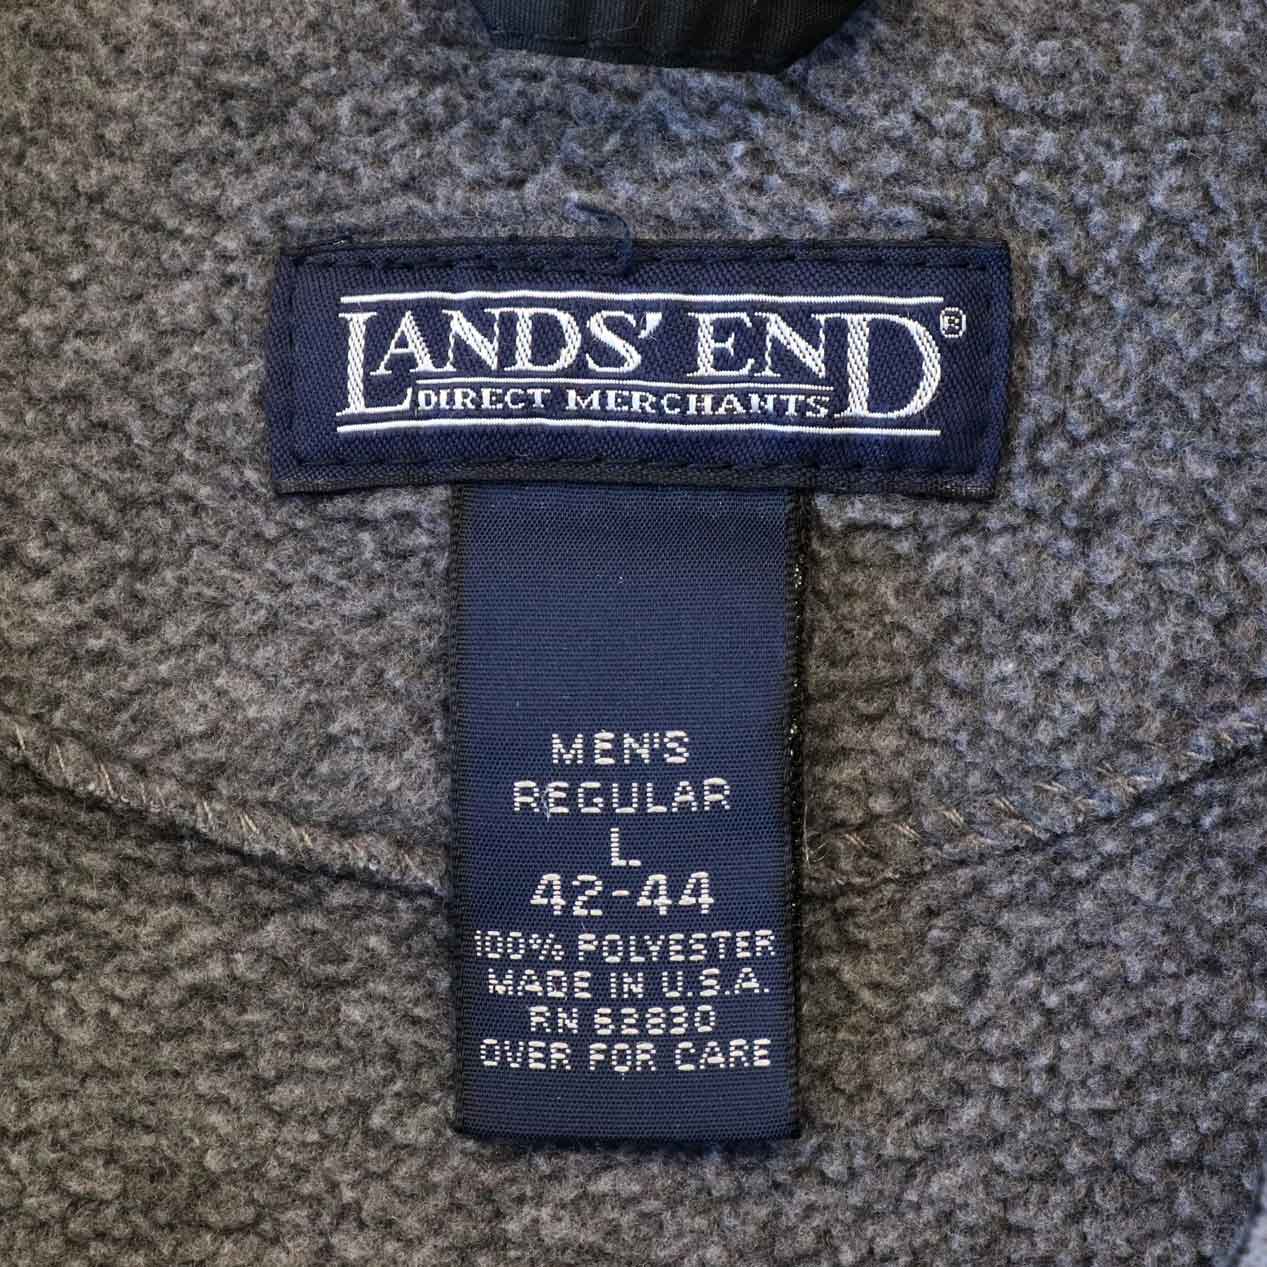 LANDS' END®
DIRECT MERCHANTS
MEN'S
REGULAR
L
42-44
100% POLYESTER
MADE IN U.S.A.
RN 62830
OVER FOR CARE